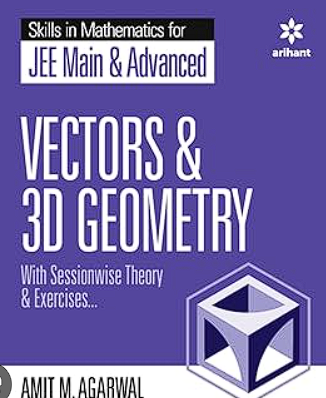 Skills in Mathematics for
JEE Main & Advanced
arihant
VECTORS &
3D GEOMETRY
With Sessionwise Theory
& Exercises...
AMIT M. AGARWAL